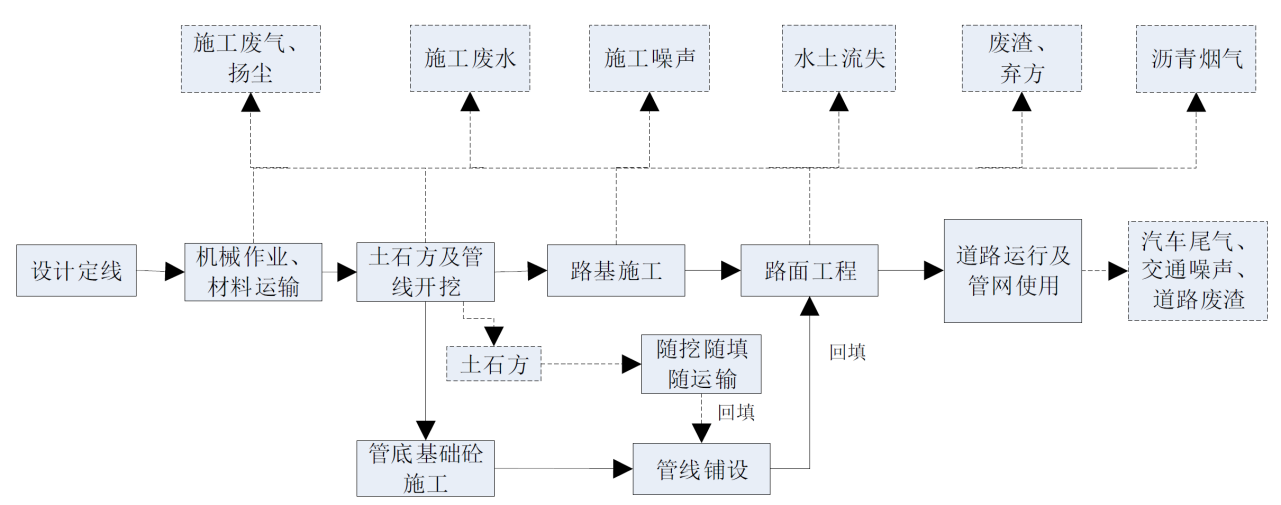 施工废气、
扬尘
施工废水
施工噪声
水土流失
废渣、
弃方
沥青烟气
设计定线
机械作业、
材料运输
土石方及管
线开挖
路基施工
路面工程
道路运行及
管网使用
汽车尾气、
交通噪声、
道路废渣
土石方
随挖随填
随运输
回填
回填
管底基础砼
施工
管线铺设